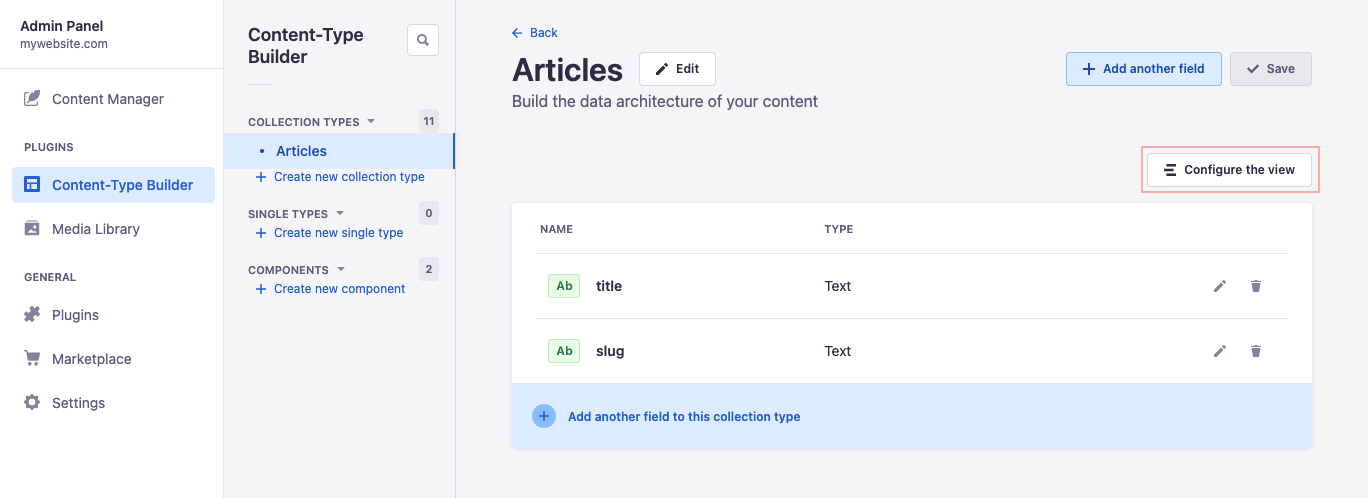 Admin Panel
mywebsite.com
Content Manager
PLUGINS
Content-Type Builder
Media Library
GENERAL
Plugins
Marketplace
Settings
Content-Type
Builder
COLLECTION TYPES 11
Articles
Create new collection type
SINGLE TYPES 0
Create new single type
COMPONENTS 2
Create new component
Back
Articles Edit
Add another field Save
Build the data architecture of your content
Configure the view
NAME TYPE
Ab title Text
Ab slug Text
Add another field to this collection type